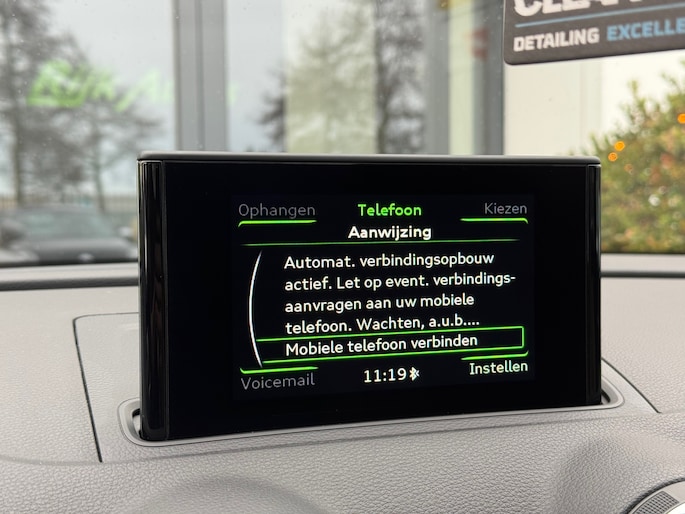 DETAILING EXCELLE
Ophangen Telefoon Kiezen
Aanwijzing
Automat. verbindingsopbouw
actief. Let op event. verbindings-
aanvragen aan uw mobiele
telefoon. Wachten, a.u.b....
Mobiele telefoon verbinden
Voicemail 11:19 Instellen